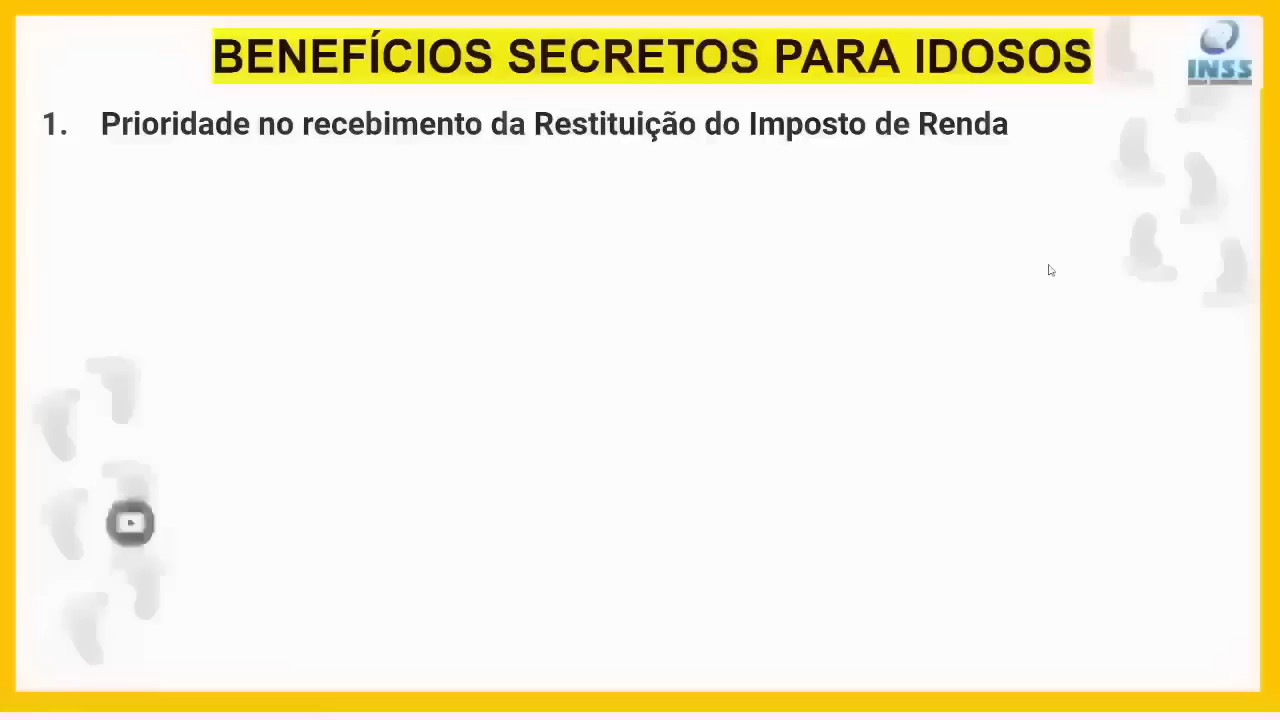 BENEFÍCIOS SECRETOS PARA IDOSOS
INSS
1. Prioridade no recebimento da Restituição do Imposto de Renda